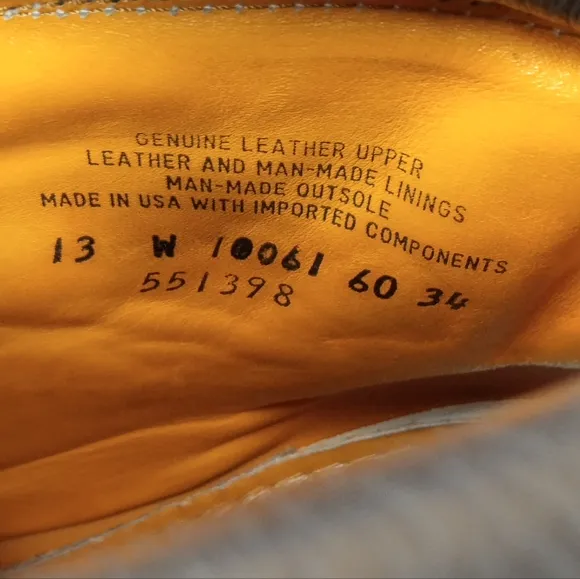 GENUINE LEATHER UPPER
LEATHER AND MAN-MADE LININGS
MAN-MADE OUTSOLE
MADE IN USA WITH IMPORTED COMPONENTS
13 W 10061 60 34
551398